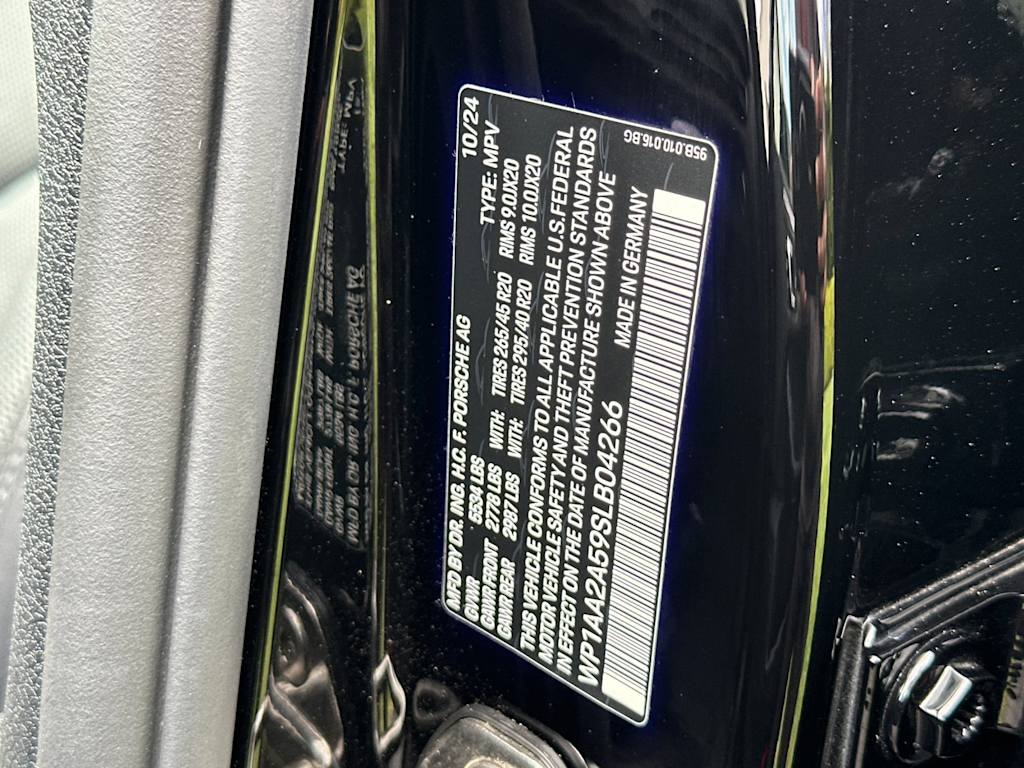 MFD BY DR. ING. H.C. F. PORSCHE AG 10/24
GVWR 5534 LBS TYPE: MPV
GAWR FRONT 2778 LBS WITH: TIRES 265/45 R20 RIMS 9.0JX20
GAWR REAR 2987 LBS WITH: TIRES 295/40 R20 RIMS 10.0JX20
THIS VEHICLE CONFORMS TO ALL APPLICABLE U.S. FEDERAL
MOTOR VEHICLE SAFETY AND THEFT PREVENTION STANDARDS
IN EFFECT ON THE DATE OF MANUFACTURE SHOWN ABOVE
WP1AA2A59SLB04266 MADE IN GERMANY
95B.010.016.BG